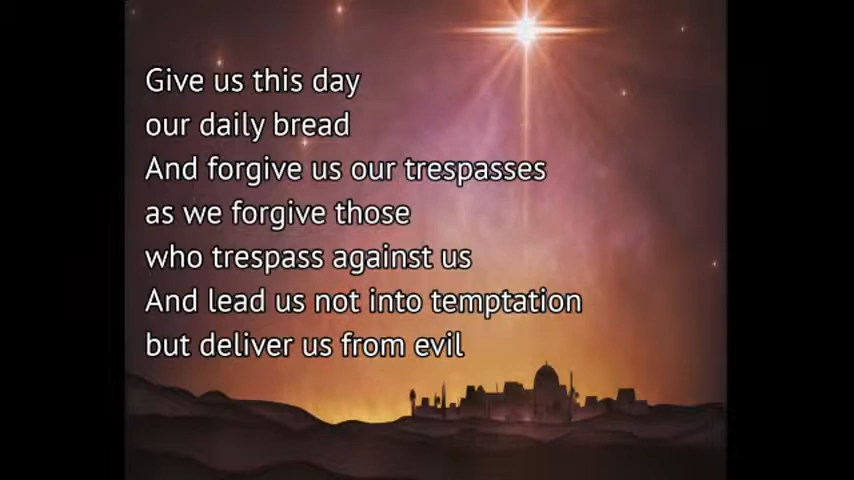 Give us this day
our daily bread
And forgive us our trespasses
as we forgive those
who trespass against us
And lead us not into temptation
but deliver us from evil